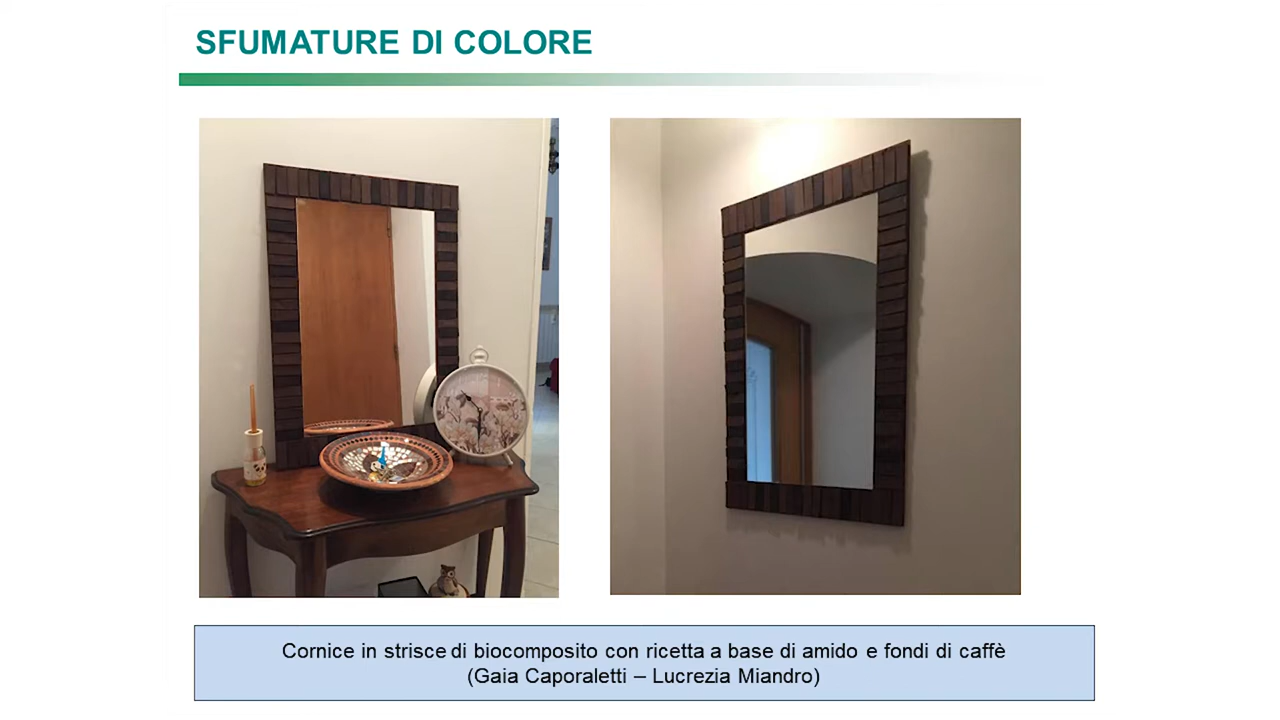 SFUMATURE DI COLORE
Cornice in strisce di biocomposito con ricetta a base di amido e fondi di caffè
(Gaia Caporaletti – Lucrezia Miandro)